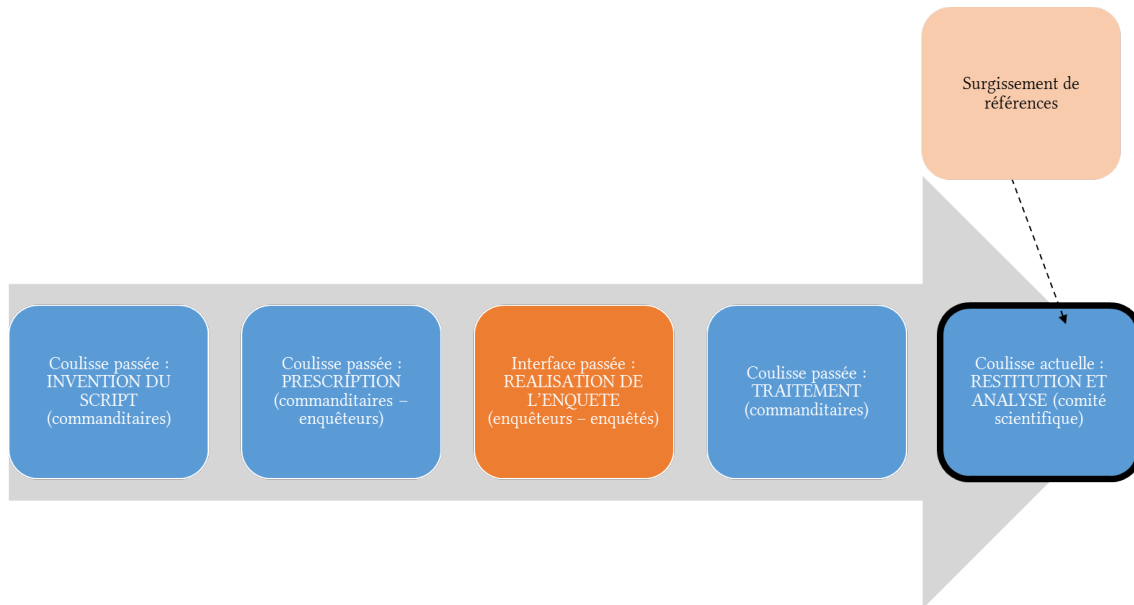 Surgissement de
références
Coulisse passée :
INVENTION DU
SCRIPT
(commanditaires)
Coulisse passée :
PRESCRIPTION
(commanditaires –
enquêteurs)
Interface passée :
REALISATION DE
L’ENQUETE
(enquêteurs – enquêtés)
Coulisse passée :
TRAITEMENT
(commanditaires)
Coulisse actuelle :
RESTITUTION ET
ANALYSE (comité
scientifique)